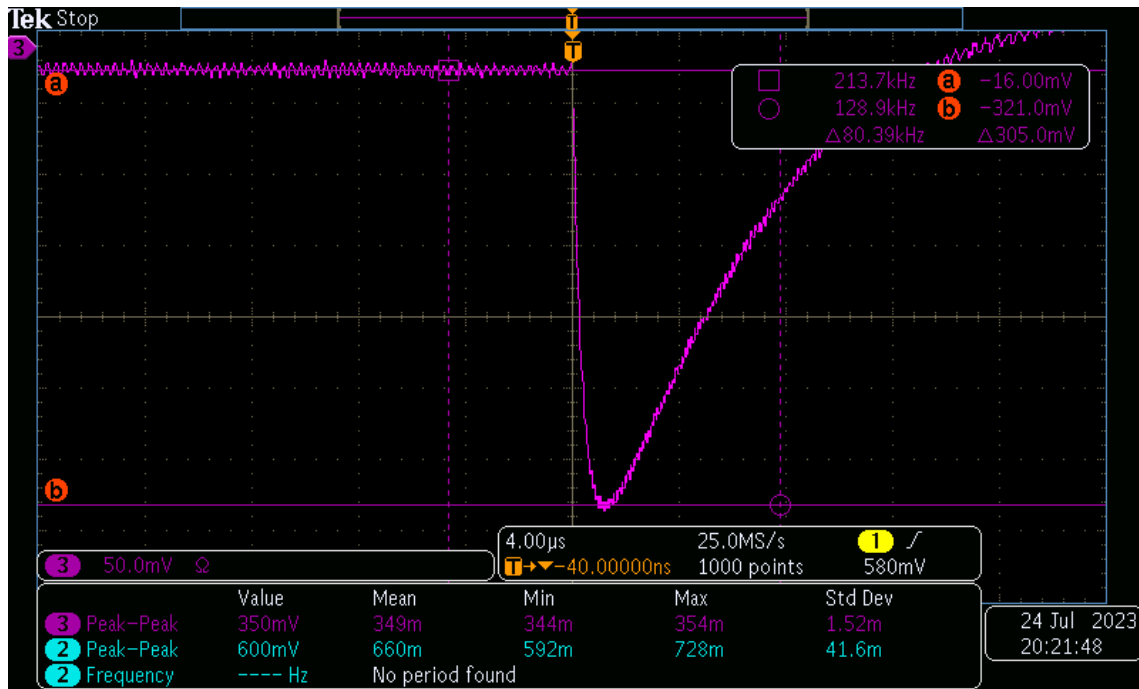 Tek Stop
T
T
3
a
213.7kHz a −16.00mV
128.9kHz b −321.0mV
△80.39kHz △305.0mV
b
3 50.0mV Ω
4.00µs 25.0MS/s 1
T→▼−40.00000ns 1000 points 580mV
Value Mean Min Max Std Dev
3 Peak−Peak 350mV 349m 344m 354m 1.52m
2 Peak−Peak 600mV 660m 592m 728m 41.6m
2 Frequency −−−− Hz No period found
24 Jul 2023
20:21:48